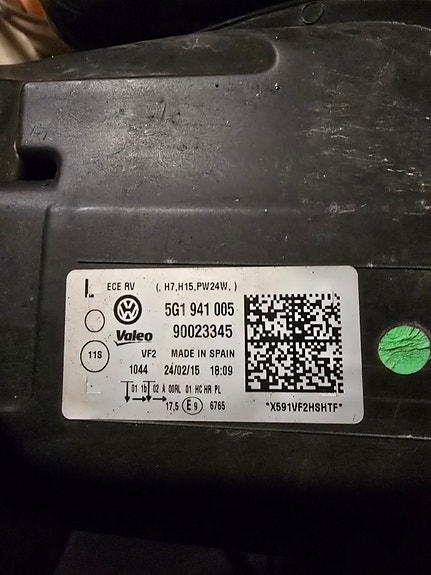 L ECE RV (, H7,H15,PW24W, )
5G1 941 005
Valeo 90023345
11S VF2 MADE IN SPAIN
1044 24/02/15 18:09
01 1b 02 A 00RL 01 HC HR PL
17,5 E9 6765
*X591VF2HSHTF*